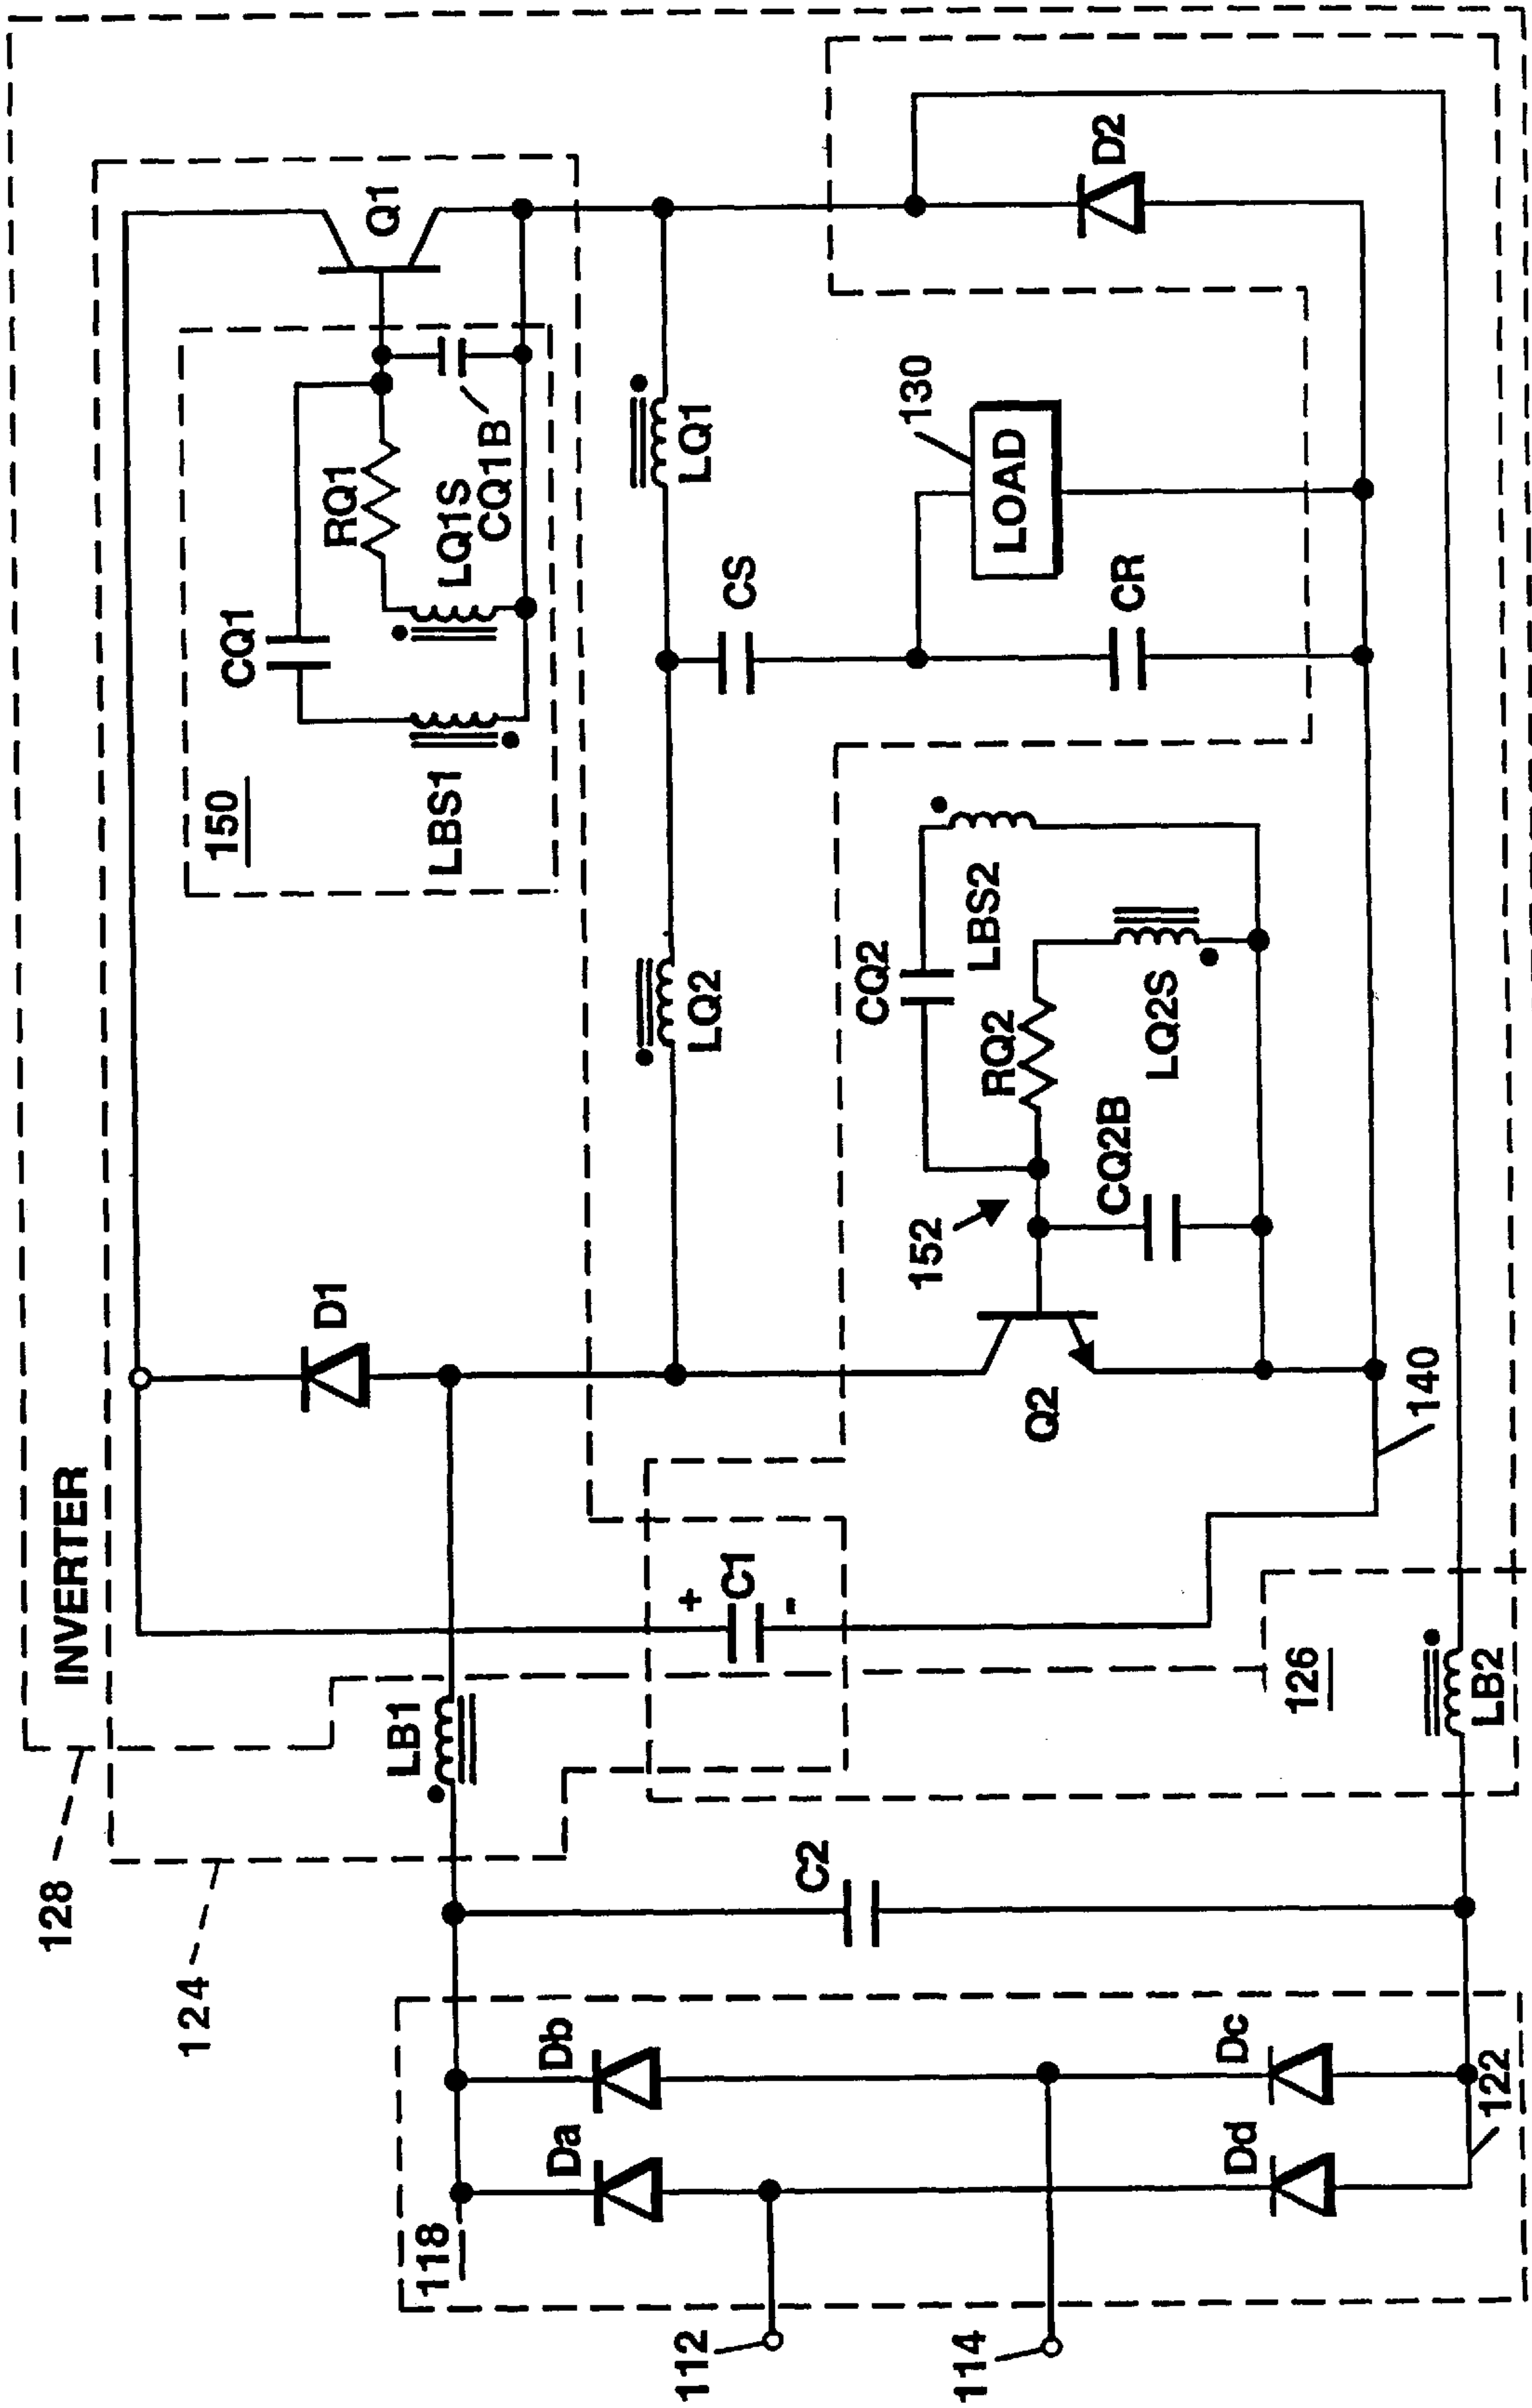 INVERTER
128
124
118
112
114
122
Da
Db
Dc
Dd
C2
LB1
LB2
126
+
C1
-
140
D1
Q2
152
CQ2
RQ2
CQ2B
LBS2
LQ2S
LQ2
LQ1
CS
CR
LOAD
130
D2
150
LBS1
CQ1
RQ1
LQ1S
CQ1B
Q1